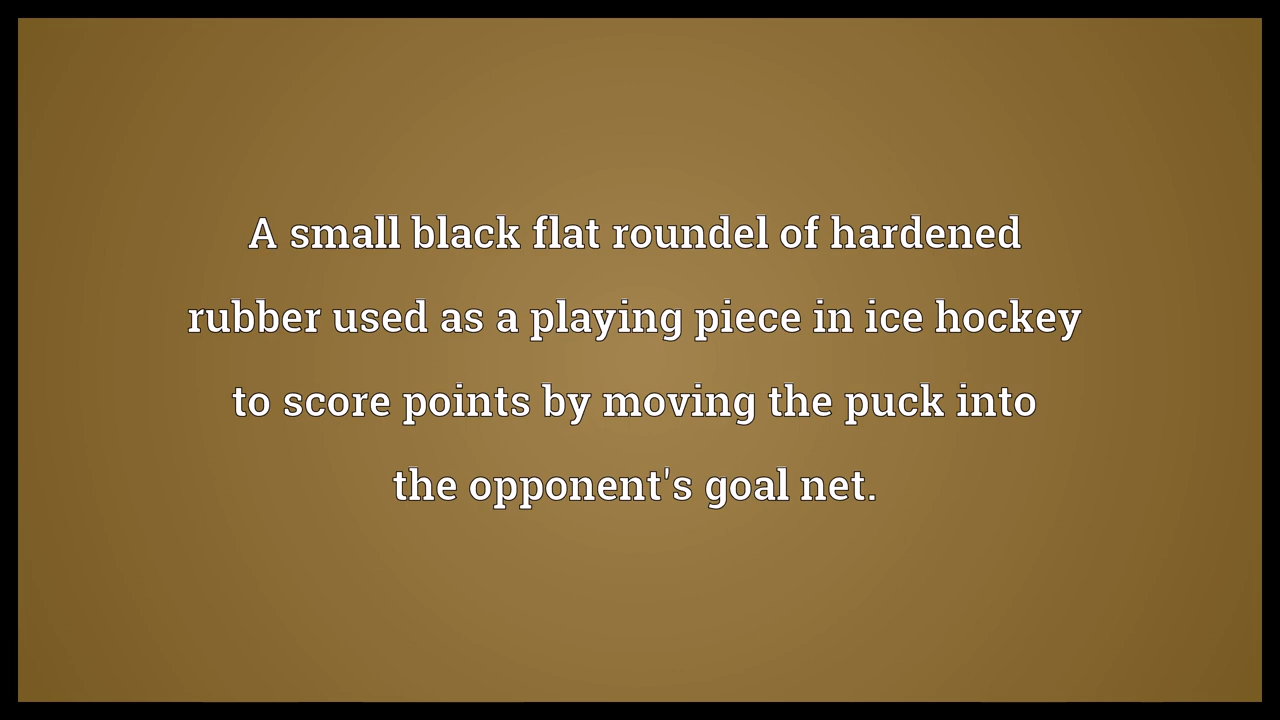 A small black flat roundel of hardened
rubber used as a playing piece in ice hockey
to score points by moving the puck into
the opponent's goal net.